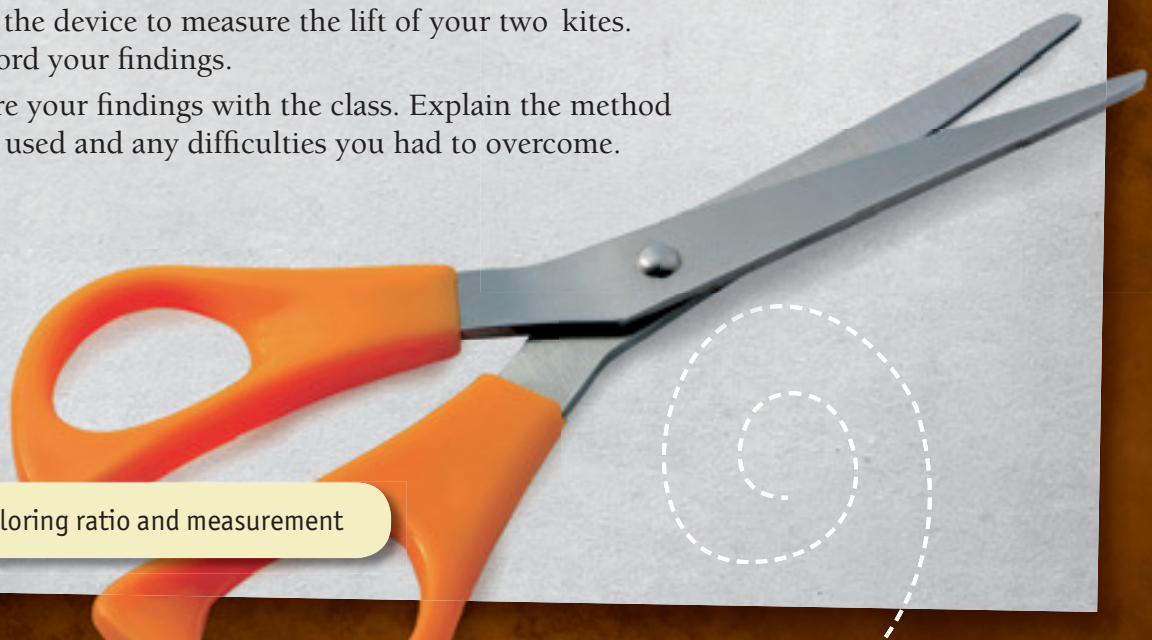 the device to measure the lift of your two kites.
ord your findings.
re your findings with the class. Explain the method
used and any difficulties you had to overcome.
loring ratio and measurement